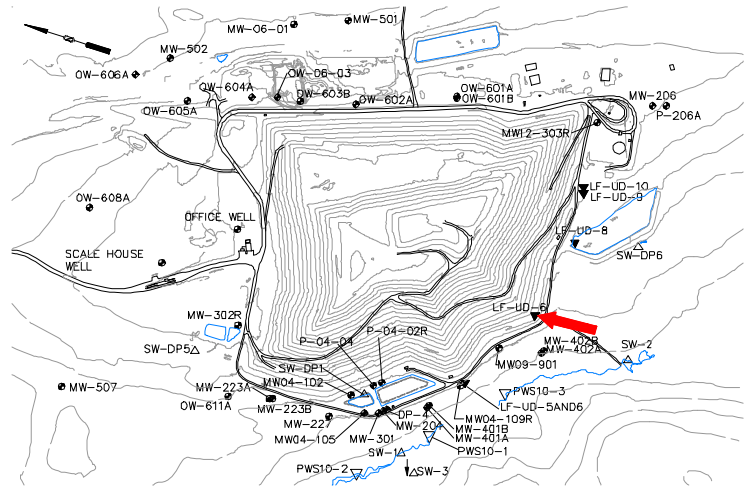 MW-06-01
MW-501
MW-502
OW-606A
OW-06-03
OW-604A
OW-603B
OW-605A
OW-602A
OW-601A
OW-601B
MW-206
P-206A
MW12-303R
LF-UD-10
LF-UD-9
OW-608A
OFFICE WELL
LF-UD-8
SW-DP6
SCALE HOUSE
WELL
LF-UD-6
MW-302R
P-04-02R
P-04-04
MW-402B
MW-402A
SW-2
SW-DP5
SW-DP1
MW09-901
MW04-102
MW-507
MW-223A
OW-611A
MW-223B
PWS10-3
LF-UD-5AND6
DP-4
MW04-109R
MW-227
MW-204
MW-401B
MW04-105
MW-301
MW-401A
SW-1
PWS10-1
PWS10-2
SW-3